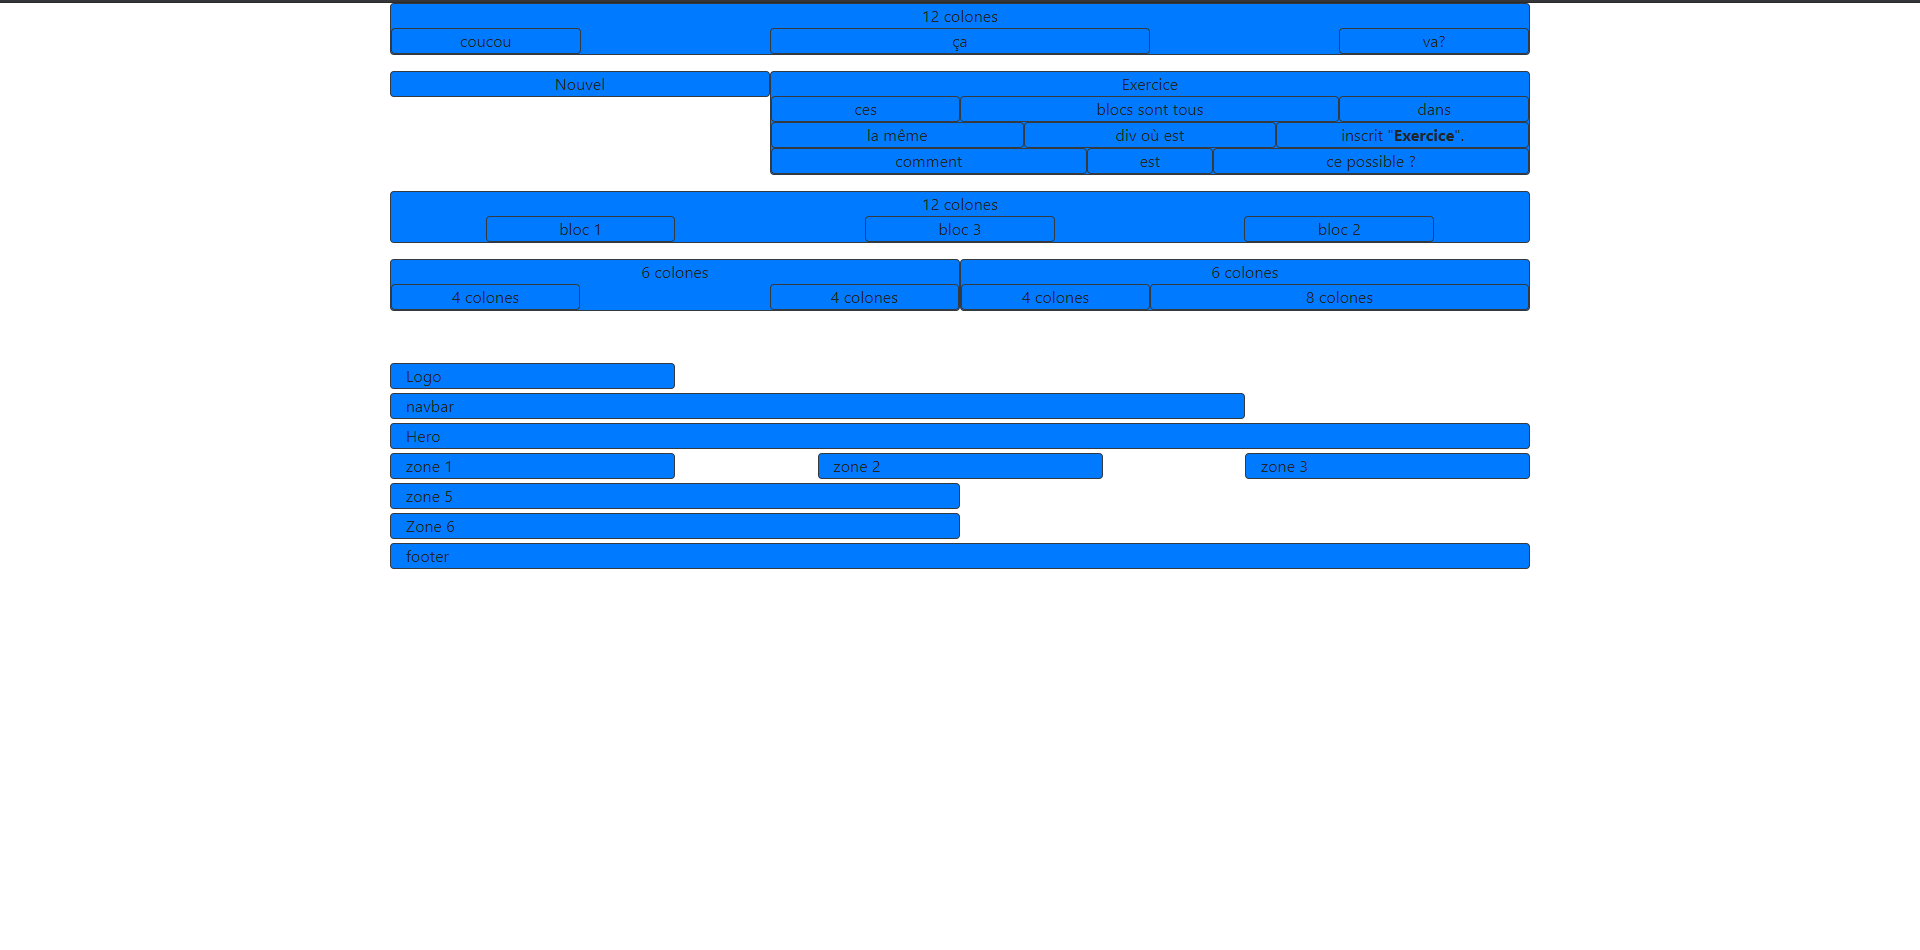 12 colones
coucou ça va?
Nouvel Exercice
ces blocs sont tous dans
la même div où est inscrit "Exercice".
comment est ce possible ?
12 colones
bloc 1 bloc 3 bloc 2
6 colones 6 colones
4 colones 4 colones 4 colones 8 colones
Logo
navbar
Hero
zone 1 zone 2 zone 3
zone 5
Zone 6
footer